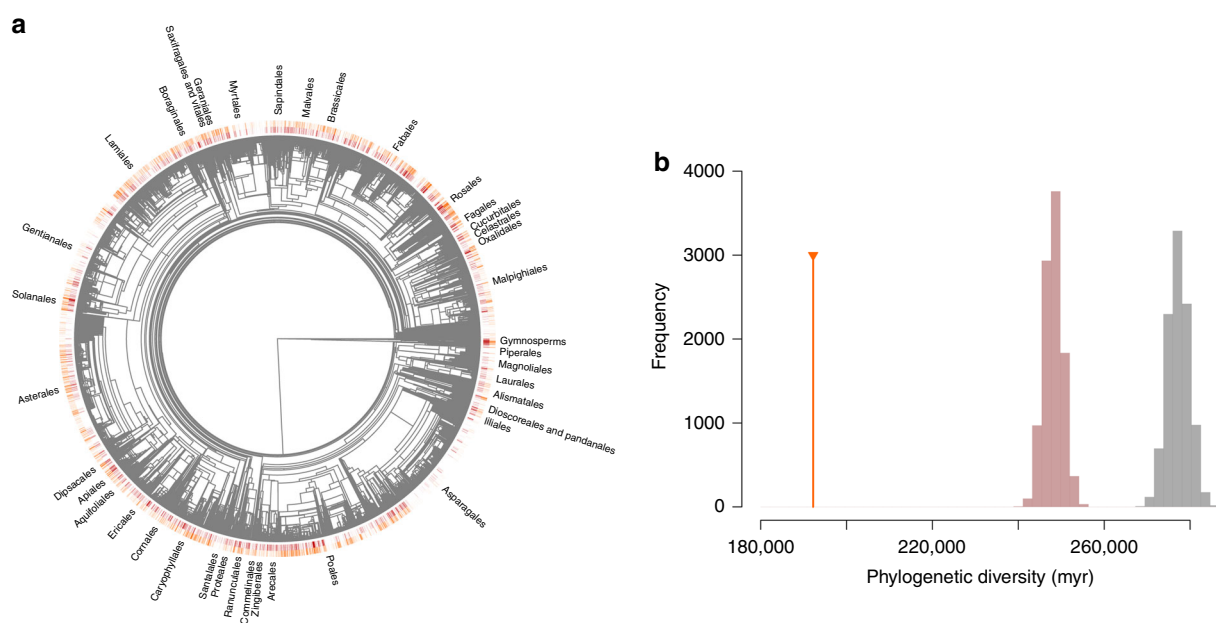 a
Saxifragales and vitales
Geraniales
Boraginales
Myrtales
Sapindales
Malvales
Brassicales
Fabales
Lamiales
Rosales
Fagales
Cucurbitales
Celastrales
Oxalidales
Gentianales
Malpighiales
Solanales
Gymnosperms
Piperales
Magnoliales
Laurales
Alismatales
Dioscoreales and pandanales
liliales
Asterales
Asparagales
Dipsacales
Apiales
Aquifoliales
Ericales
Cornales
Caryophyllales
Santalales
Proteales
Ranunculales
Commelinales
Zingiberales
Arecales
Poales
b
4000
3000
2000
1000
0
Frequency
180,000
220,000
260,000
Phylogenetic diversity (myr)